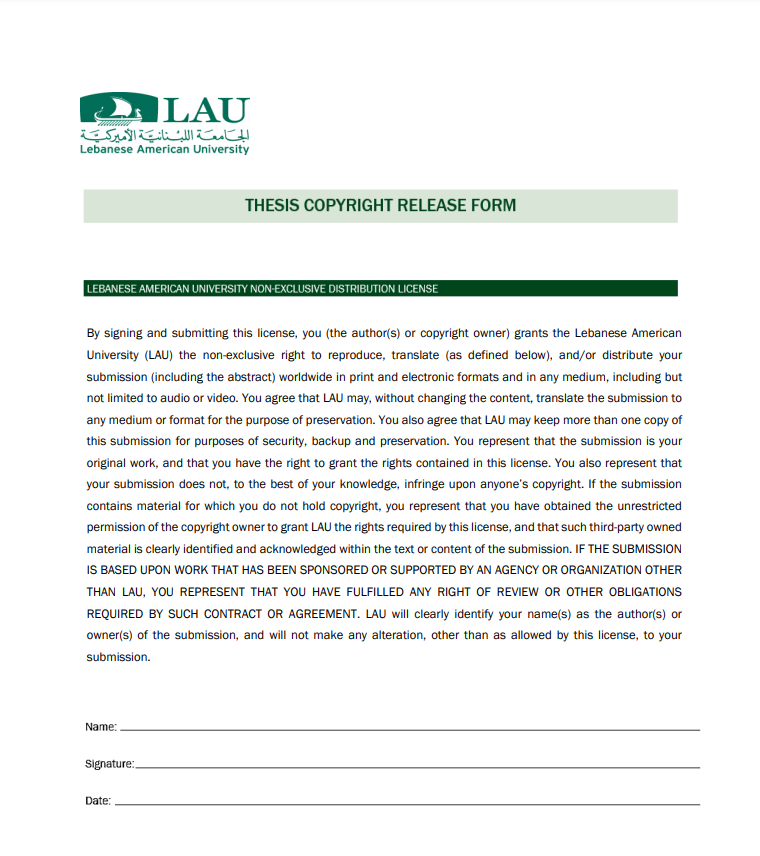 LAU
الجامعة اللبنانية الأميركية
Lebanese American University
THESIS COPYRIGHT RELEASE FORM
LEBANESE AMERICAN UNIVERSITY NON-EXCLUSIVE DISTRIBUTION LICENSE
By signing and submitting this license, you (the author(s) or copyright owner) grants the Lebanese American
University (LAU) the non-exclusive right to reproduce, translate (as defined below), and/or distribute your
submission (including the abstract) worldwide in print and electronic formats and in any medium, including but
not limited to audio or video. You agree that LAU may, without changing the content, translate the submission to
any medium or format for the purpose of preservation. You also agree that LAU may keep more than one copy of
this submission for purposes of security, backup and preservation. You represent that the submission is your
original work, and that you have the right to grant the rights contained in this license. You also represent that
your submission does not, to the best of your knowledge, infringe upon anyone's copyright. If the submission
contains material for which you do not hold copyright, you represent that you have obtained the unrestricted
permission of the copyright owner to grant LAU the rights required by this license, and that such third-party owned
material is clearly identified and acknowledged within the text or content of the submission. IF THE SUBMISSION
IS BASED UPON WORK THAT HAS BEEN SPONSORED OR SUPPORTED BY AN AGENCY OR ORGANIZATION OTHER
THAN LAU, YOU REPRESENT THAT YOU HAVE FULFILLED ANY RIGHT OF REVIEW OR OTHER OBLIGATIONS
REQUIRED BY SUCH CONTRACT OR AGREEMENT. LAU will clearly identify your name(s) as the author(s) or
owner(s) of the submission, and will not make any alteration, other than as allowed by this license, to your
submission.
Name:
Signature:
Date: